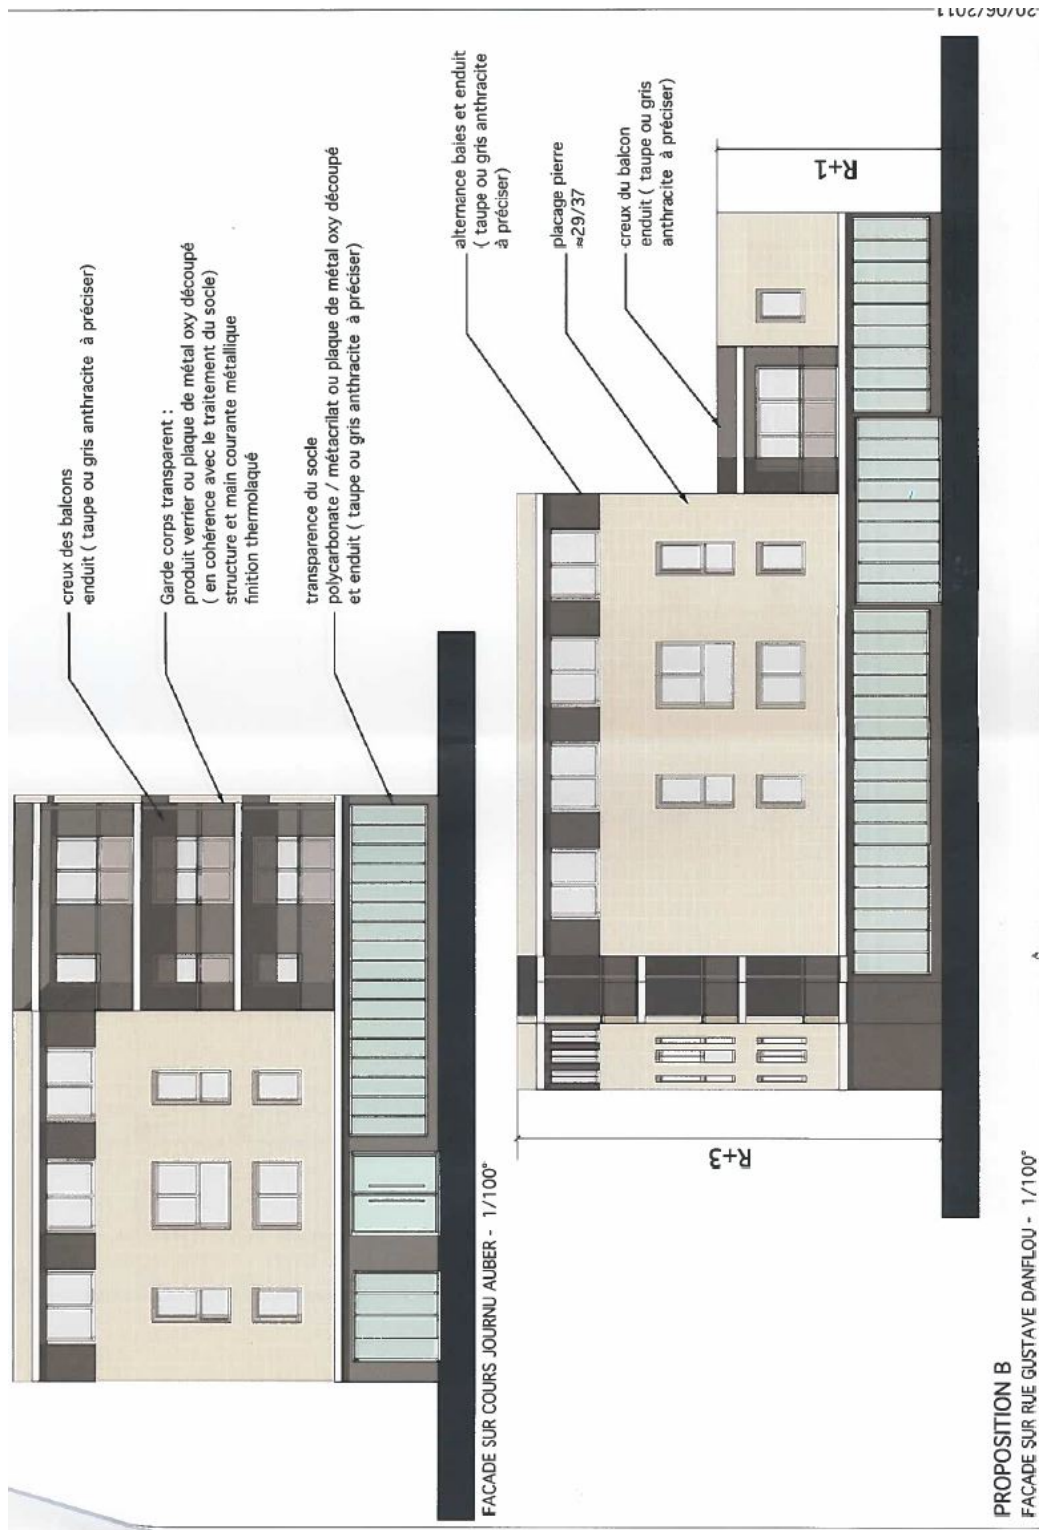 creux des balcons
enduit ( taupe ou gris anthracite à préciser)
Garde corps transparent :
produit verrier ou plaque de métal oxy découpé
( en cohérence avec le traitement du socle)
structure et main courante métallique
finition thermolaqué
transparence du socle
polycarbonate / métacrilat ou plaque de métal oxy découpé
et enduit ( taupe ou gris anthracite à préciser)
FACADE SUR COURS JOURNU AUBER - 1/100°
alternance baies et enduit
( taupe ou gris anthracite
à préciser)
placage pierre
≈29/37
creux du balcon
enduit ( taupe ou gris
anthracite à préciser)
R+1
R+3
PROPOSITION B
FAÇADE SUR RUE GUSTAVE DANFLOU - 1/100°
20/06/2011